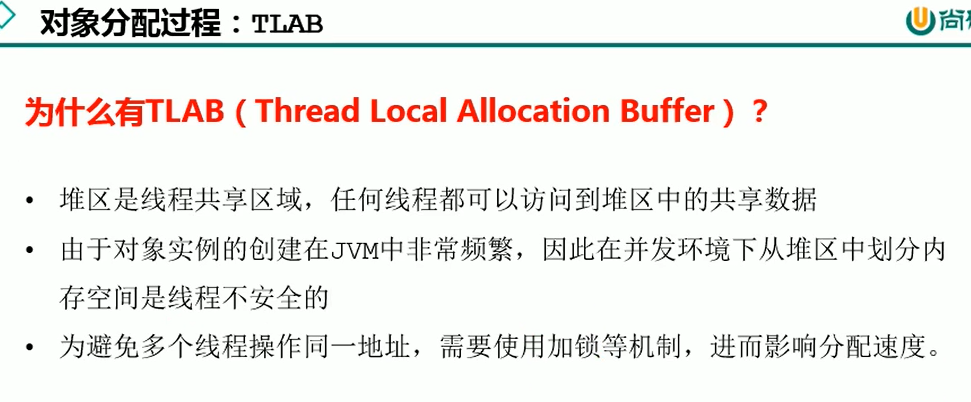 对象分配过程：TLAB
尚
为什么有TLAB（Thread Local Allocation Buffer）？
• 堆区是线程共享区域，任何线程都可以访问到堆区中的共享数据
• 由于对象实例的创建在JVM中非常频繁，因此在并发环境下从堆区中划分内
存空间是线程不安全的
• 为避免多个线程操作同一地址，需要使用加锁等机制，进而影响分配速度。